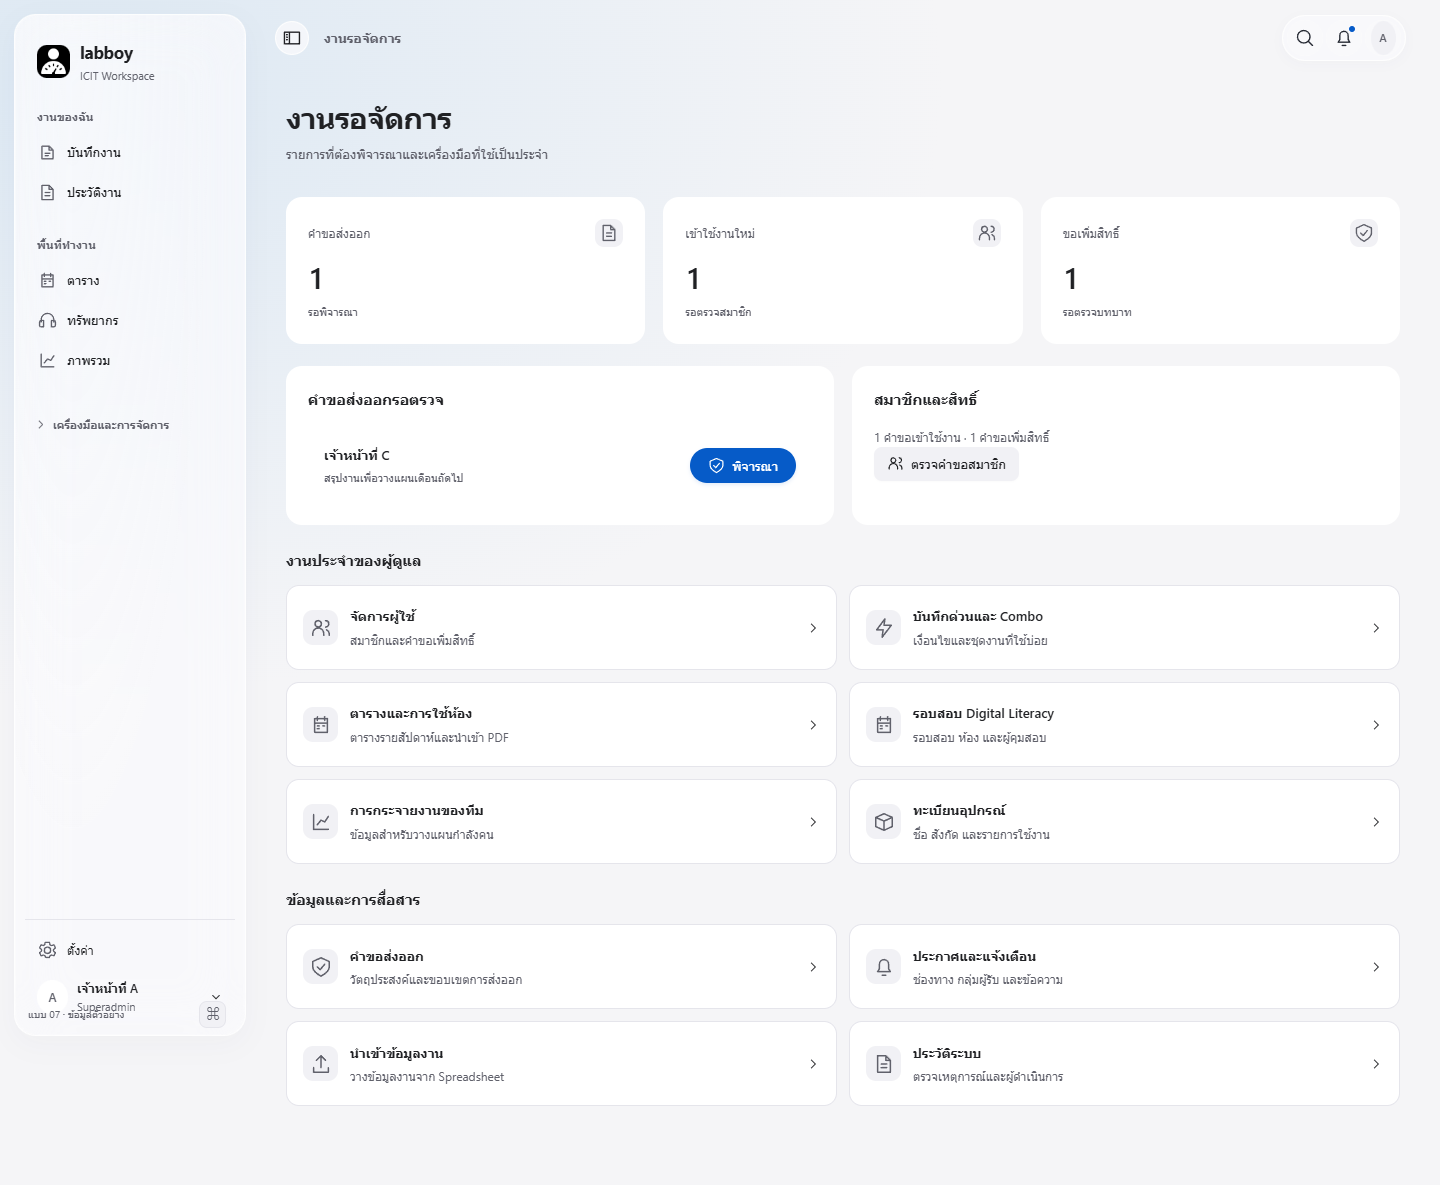 labboy
ICIT Workspace
งานของฉัน
บันทึกงาน
ประวัติงาน
พื้นที่ทำงาน
ตาราง
ทรัพยากร
ภาพรวม
เครื่องมือและการจัดการ
ตั้งค่า
A
เจ้าหน้าที่ A
Superadmin
แบบ 07 · ข้อมูลตัวอย่าง
งานรอจัดการ
A
งานรอจัดการ
รายการที่ต้องพิจารณาและเครื่องมือที่ใช้เป็นประจำ
คำขอส่งออก
1
รอพิจารณา
เข้าใช้งานใหม่
1
รอตรวจสมาชิก
ขอเพิ่มสิทธิ์
1
รอตรวจบทบาท
คำขอส่งออกรอตรวจ
เจ้าหน้าที่ C
สรุปงานเพื่อวางแผนเดือนถัดไป
พิจารณา
สมาชิกและสิทธิ์
1 คำขอเข้าใช้งาน · 1 คำขอเพิ่มสิทธิ์
ตรวจคำขอสมาชิก
งานประจำของผู้ดูแล
จัดการผู้ใช้
สมาชิกและคำขอเพิ่มสิทธิ์
บันทึกด่วนและ Combo
เงื่อนไขและชุดงานที่ใช้บ่อย
ตารางและการใช้ห้อง
ตารางรายสัปดาห์และนำเข้า PDF
รอบสอบ Digital Literacy
รอบสอบ ห้อง และผู้คุมสอบ
การกระจายงานของทีม
ข้อมูลสำหรับวางแผนกำลังคน
ทะเบียนอุปกรณ์
ชื่อ สังกัด และรายการใช้งาน
ข้อมูลและการสื่อสาร
คำขอส่งออก
วัตถุประสงค์และขอบเขตการส่งออก
ประกาศและแจ้งเตือน
ช่องทาง กลุ่มผู้รับ และข้อความ
นำเข้าข้อมูลงาน
วางข้อมูลงานจาก Spreadsheet
ประวัติระบบ
ตรวจเหตุการณ์และผู้ดำเนินการ